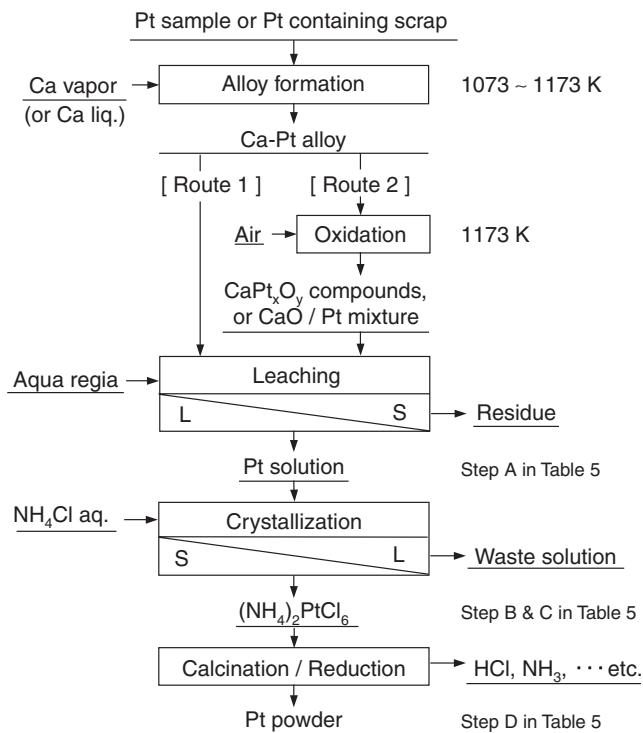 Pt sample or Pt containing scrap
Ca vapor
(or Ca liq.)
Alloy formation
1073 ~ 1173 K
Ca-Pt alloy
[ Route 1 ]
[ Route 2 ]
Air
Oxidation
1173 K
CaPtₓOᵧ compounds,
or CaO / Pt mixture
Aqua regia
Leaching
L
S
Residue
Pt solution
Step A in Table 5
NH₄Cl aq.
Crystallization
S
L
Waste solution
(NH₄)₂PtCl₆
Step B & C in Table 5
Calcination / Reduction
HCl, NH₃, ··· etc.
Pt powder
Step D in Table 5